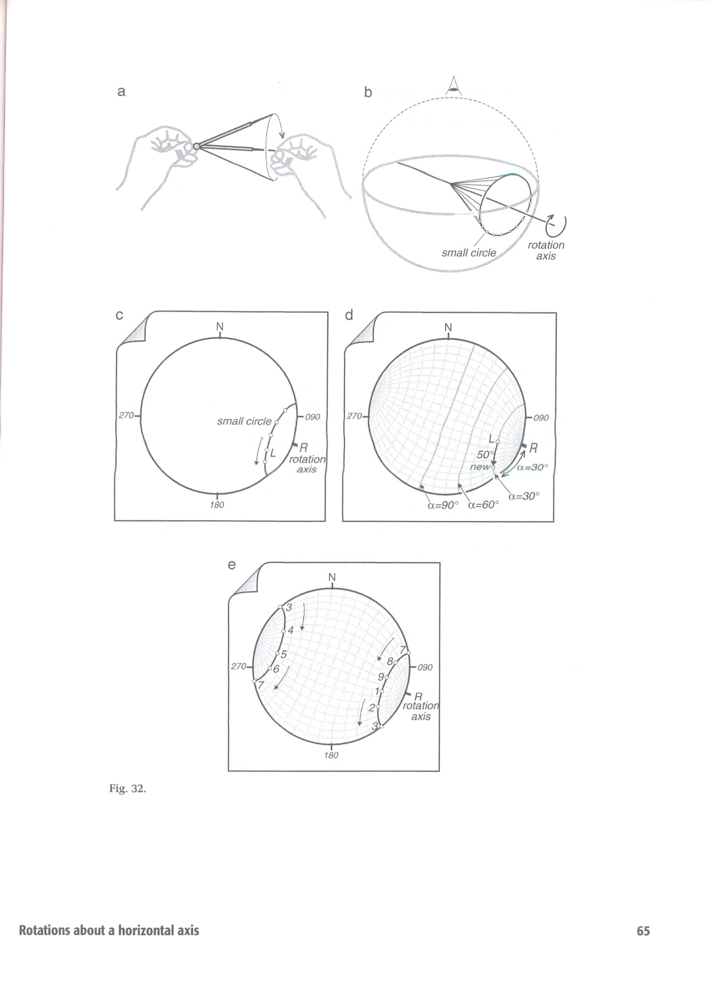 a
b
small circle
rotation
axis
c
N
270
small circle
090
L
R
rotation
axis
180
d
N
270
090
L
R
50°
new
α=30°
α=30°
α=90°
α=60°
e
N
3
4
5
6
7
270
7
8
9
1
2
3
090
R
rotation
axis
180
Fig. 32.
Rotations about a horizontal axis
65